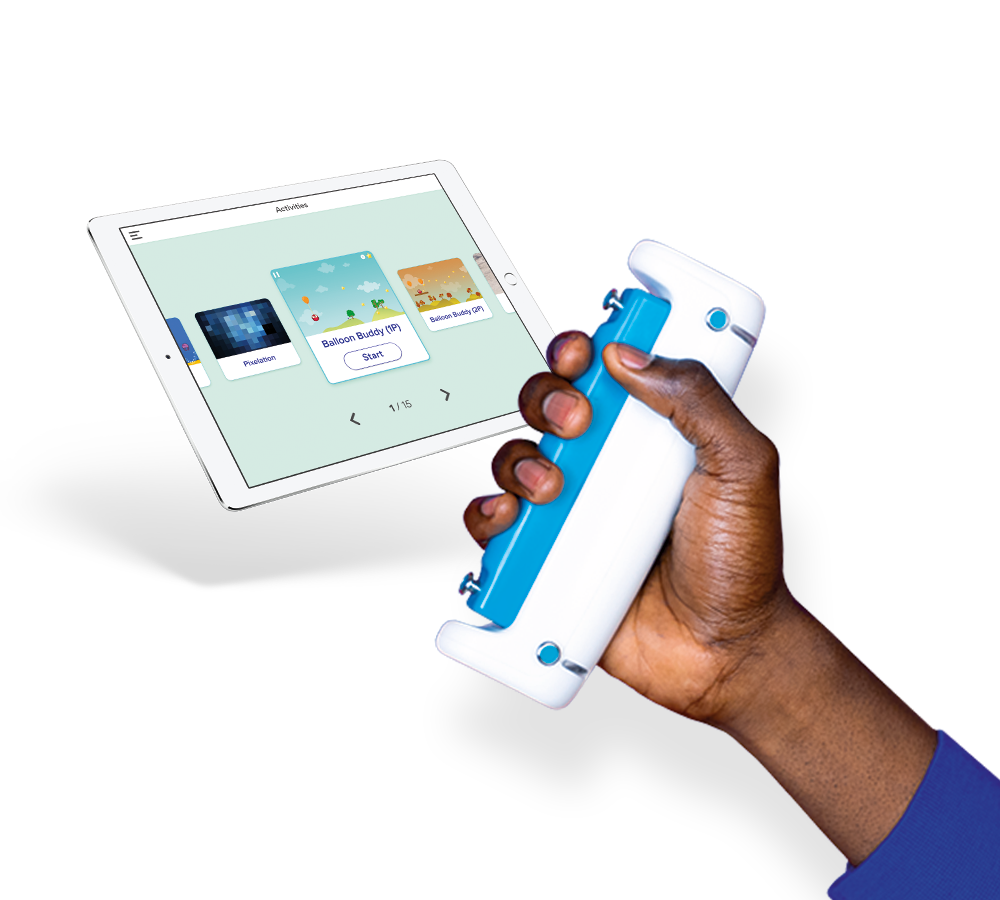 Activities
Pixelation
Balloon Buddy (1P)
Start
Balloon Buddy (2P)
1 / 15